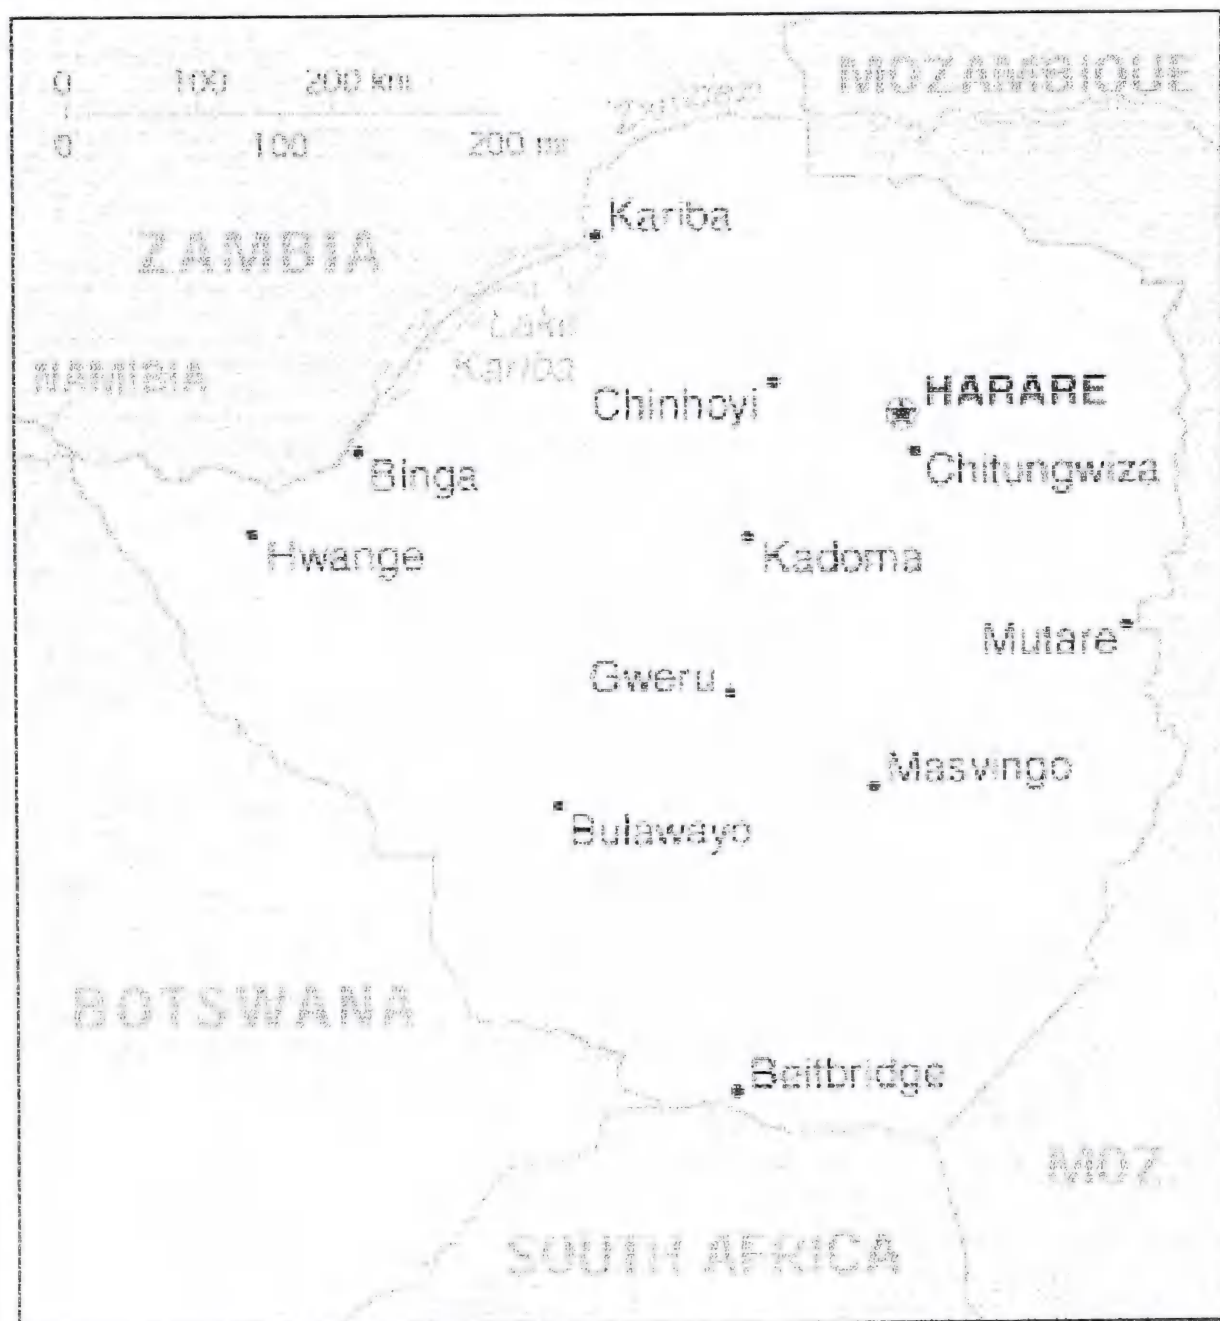 0 100 200 km
0 100 200 mi
MOZAMBIQUE
Zambezi
Kariba
ZAMBIA
Lake
Kariba
NAMIBIA
Chinhoyi
HARARE
Chitungwiza
Binga
Hwange
Kadoma
Mutare
Gweru
Masvingo
Bulawayo
BOTSWANA
Beitbridge
MOZ.
SOUTH AFRICA